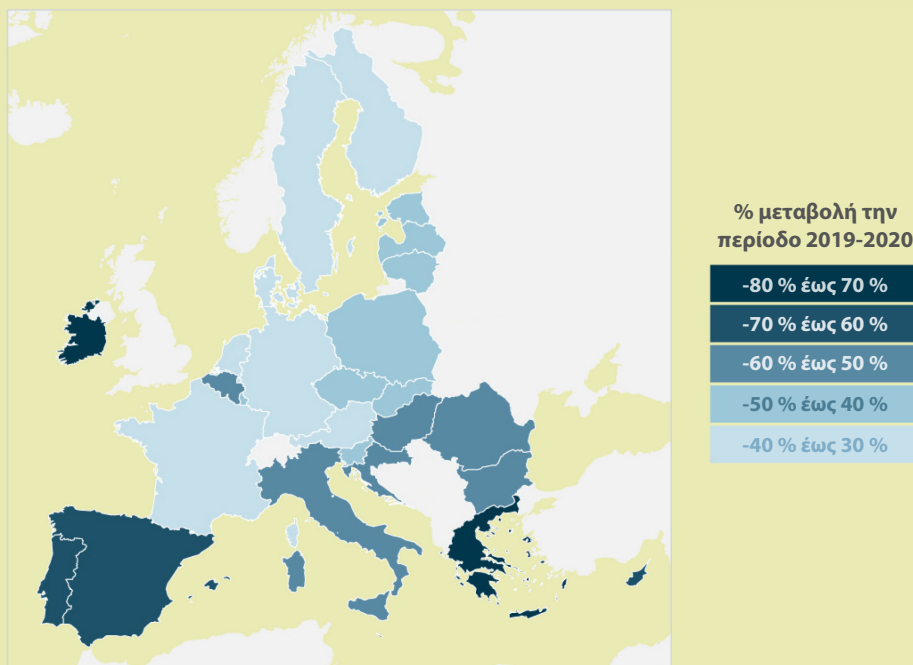 % μεταβολή την
περίοδο 2019-2020
-80 % έως 70 %
-70 % έως 60 %
-60 % έως 50 %
-50 % έως 40 %
-40 % έως 30 %